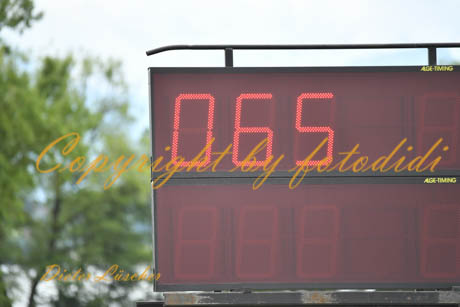 ALGE-TIMING
065
Copyright by fotodidi
ALGE-TIMING
Dieter Lüscher